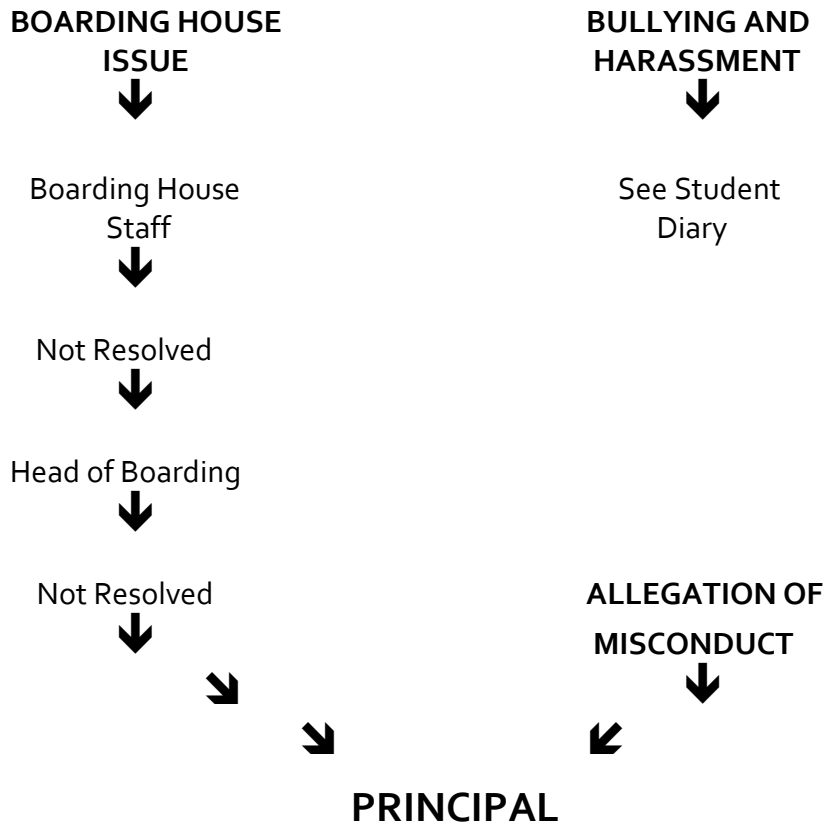 BOARDING HOUSE
ISSUE
Boarding House
Staff
Not Resolved
Head of Boarding
Not Resolved
BULLYING AND
HARASSMENT
See Student
Diary
ALLEGATION OF
MISCONDUCT
PRINCIPAL